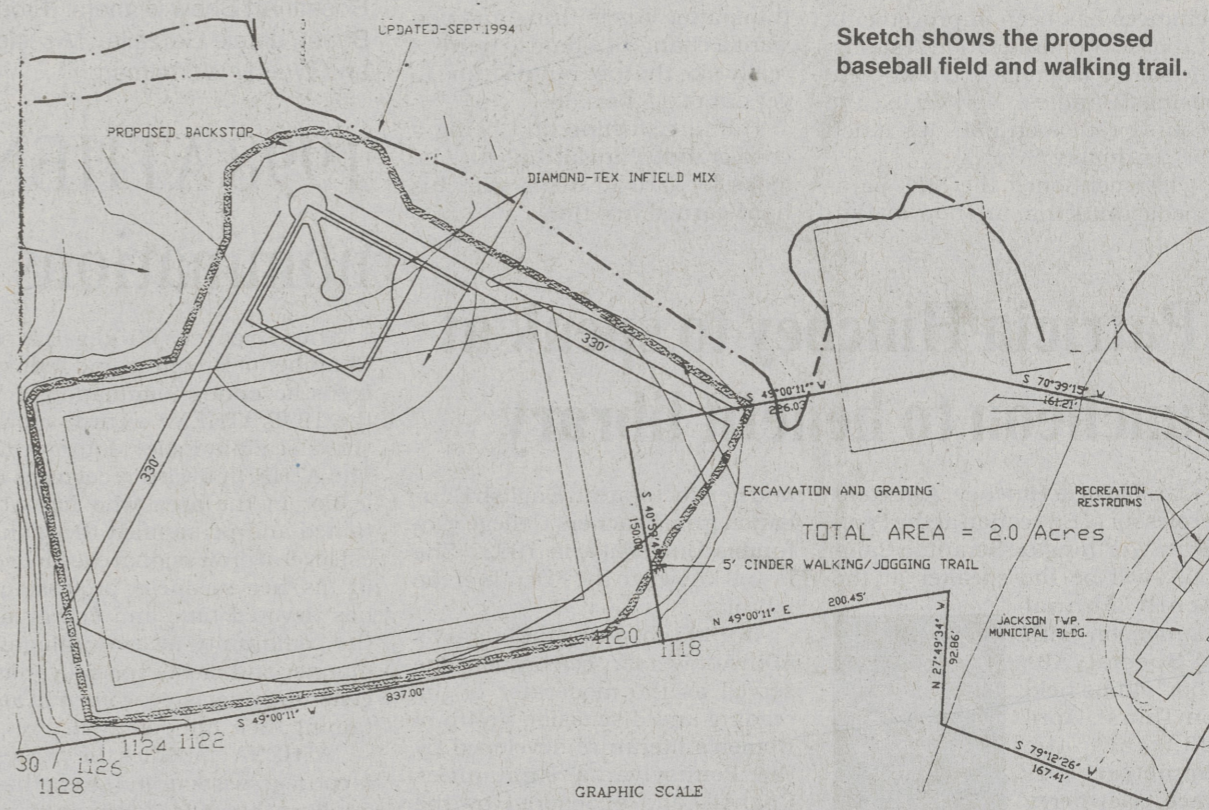 UPDATED-SEPT.1994
Sketch shows the proposed
baseball field and walking trail.
PROPOSED BACKSTOP
DIAMOND-TEX INFIELD MIX
330'
S 49°00'11" W
226.03'
S 70°39'15" W
161.21'
330'
EXCAVATION AND GRADING
RECREATION
RESTROOMS
150.00'
TOTAL AREA = 2.0 Acres
5' CINDER WALKING/JOGGING TRAIL
N 49°00'11" E 200.45'
N 27°49'34" W
92.86'
JACKSON TWP.
MUNICIPAL BLDG.
1120
1118
837.00'
S 49°00'11" W
1124 1122
30 1126
1128
S 79°12'26" W
167.41'
GRAPHIC SCALE